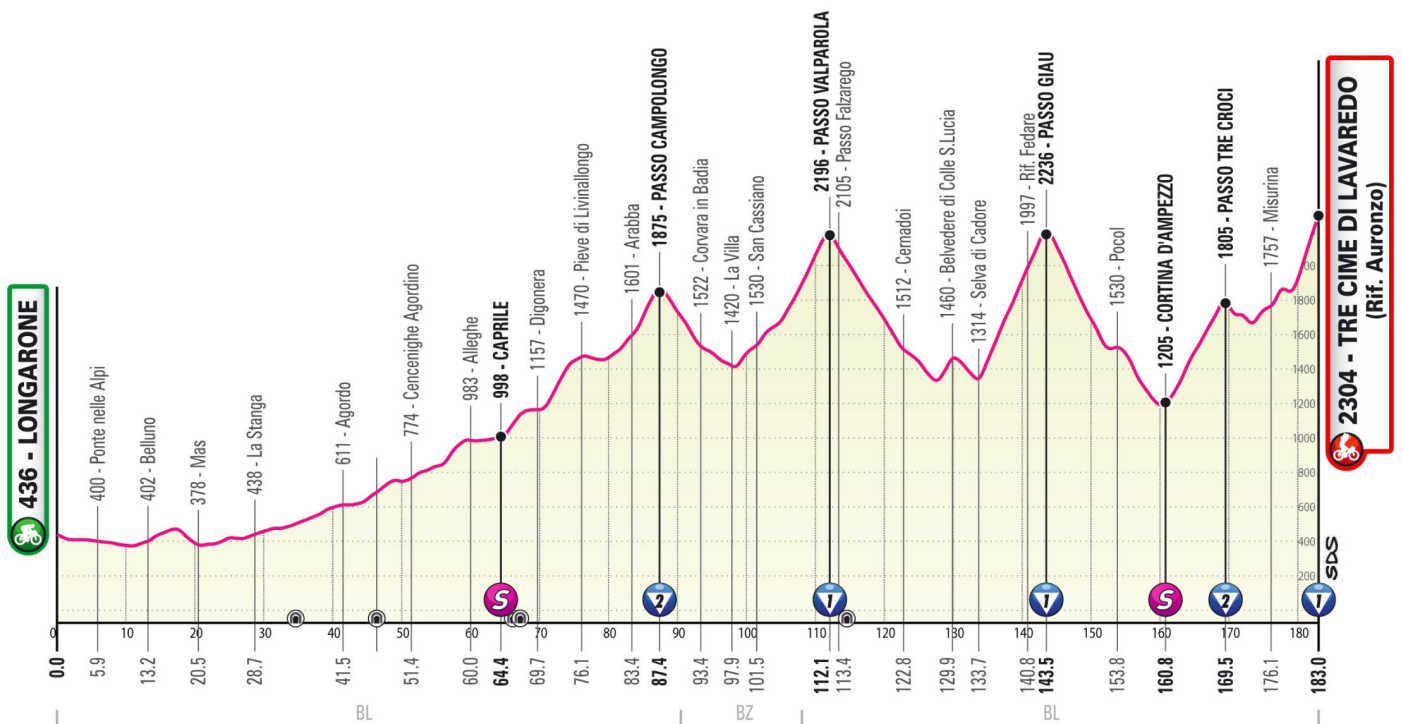 436 - LONGARONE
400 - Ponte nelle Alpi
402 - Belluno
378 - Mas
438 - La Stanga
611 - Agordo
774 - Cencenighe Agordino
983 - Alleghe
998 - CAPRILE
1157 - Digonera
1470 - Pieve di Livinallongo
1601 - Arabba
1875 - PASSO CAMPOLONGO
1522 - Corvara in Badia
1420 - La Villa
1530 - San Cassiano
2196 - PASSO VALPAROLA
2105 - Passo Falzarego
1512 - Cernadoi
1460 - Belvedere di Colle S.Lucia
1314 - Selva di Cadore
1997 - Rif. Fedare
2236 - PASSO GIAU
1530 - Pocol
1205 - CORTINA D'AMPEZZO
1805 - PASSO TRE CROCI
1757 - Misurina
2304 - TRE CIME DI LAVAREDO
(Rif. Auronzo)
2000
1800
1600
1400
1200
1000
800
600
400
200
SDS
S 2 1 1 S 2 1
0 10 20 30 40 50 60 70 80 90 100 110 120 130 140 150 160 170 180
0.0 5.9 13.2 20.5 28.7 41.5 51.4 60.0 64.4 69.7 76.1 83.4 87.4 93.4 97.9 101.5 112.1 113.4 122.8 129.9 133.7 140.8 143.5 153.8 160.8 169.5 176.1 183.0
BL BZ BL